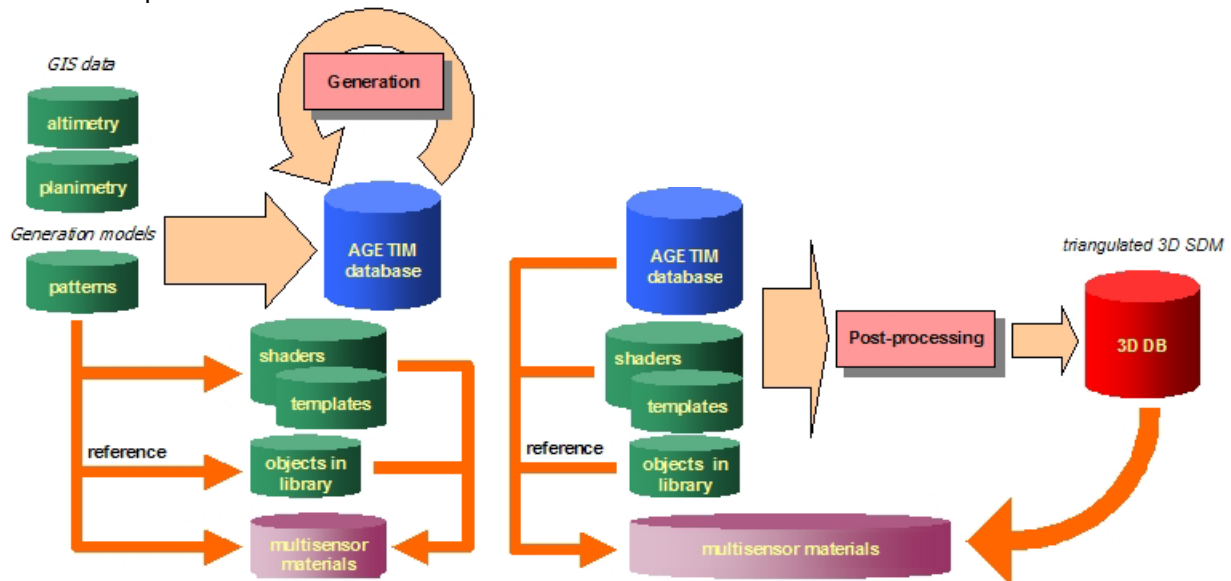 GIS data
altimetry
planimetry
Generation models
patterns
Generation
AGE TIM
database
shaders
templates
reference
objects in
library
multisensor
materials
AGE TIM
database
shaders
templates
reference
objects in
library
multisensor materials
Post-processing
triangulated 3D SDM
3D DB